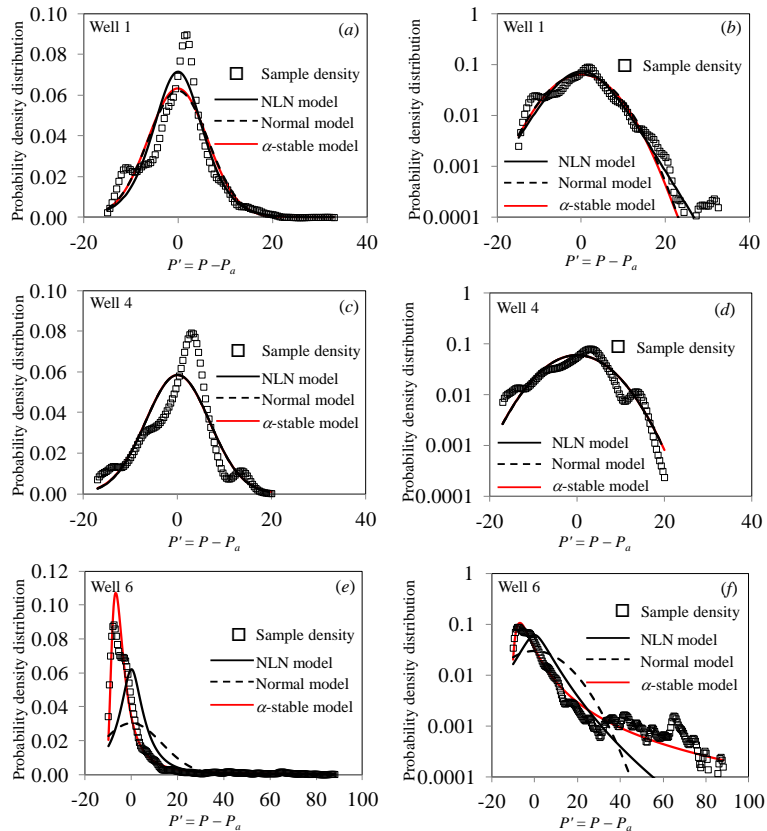 Well 1
(a)
Probability density distribution
0.10
0.08
0.06
0.04
0.02
0.00
Sample density
NLN model
Normal model
α-stable model
-20
0
20
40
P' = P – Pa
Well 1
(b)
Probability density distribution
1
0.1
0.01
0.001
0.0001
Sample density
NLN model
Normal model
α-stable model
-20
0
20
40
P' = P – Pa
Well 4
(c)
Probability density distribution
0.10
0.08
0.06
0.04
0.02
0.00
Sample density
NLN model
Normal model
α-stable model
-20
0
20
40
P' = P – Pa
Well 4
(d)
Probability density distribution
1
0.1
0.01
0.001
0.0001
Sample density
NLN model
Normal model
α-stable model
-20
0
20
40
P' = P – Pa
Well 6
(e)
Probability density distribution
0.12
0.10
0.08
0.06
0.04
0.02
0.00
Sample density
NLN model
Normal model
α-stable model
-20
0
20
40
60
80
100
P' = P – Pa
Well 6
(f)
Probability density distribution
1
0.1
0.01
0.001
0.0001
Sample density
NLN model
Normal model
α-stable model
-20
0
20
40
60
80
100
P' = P – Pa